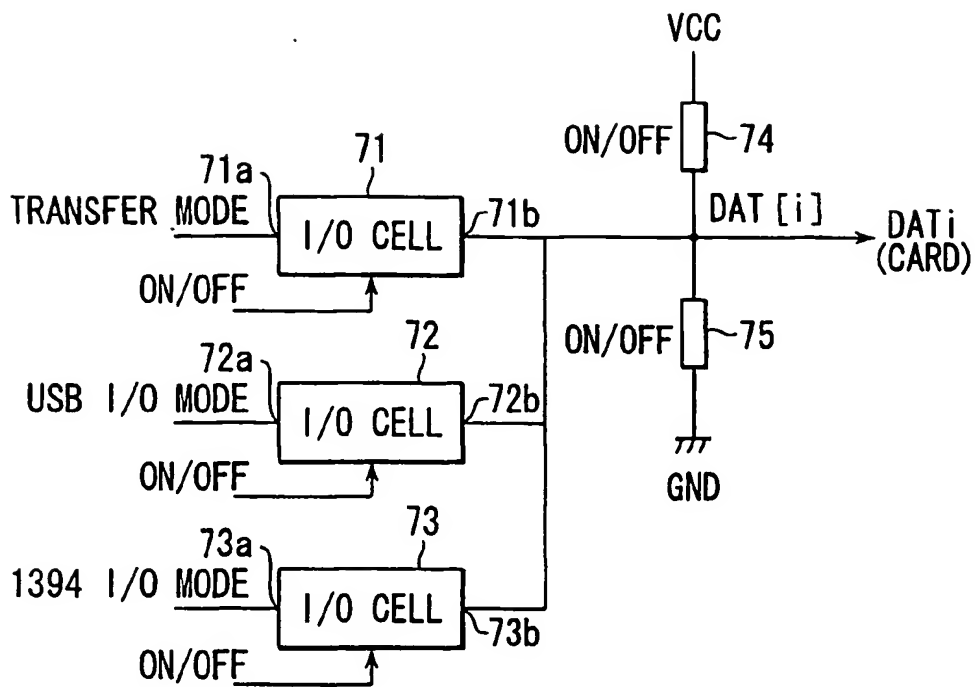 VCC
ON/OFF
74
71
71a
TRANSFER MODE
I/O CELL
71b
DAT [i]
DATi
(CARD)
ON/OFF
ON/OFF
75
72
72a
USB I/O MODE
I/O CELL
72b
ON/OFF
GND
73
73a
1394 I/O MODE
I/O CELL
73b
ON/OFF